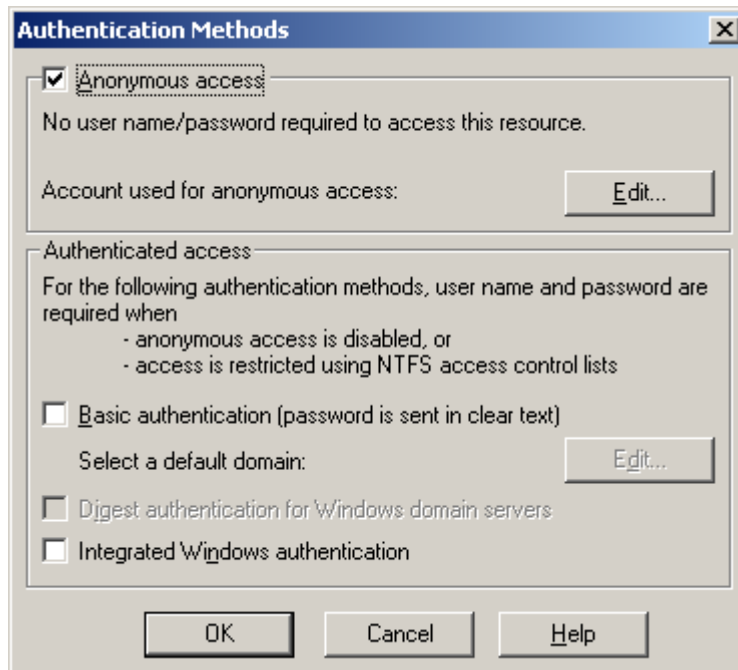 Authentication Methods
Anonymous access
No user name/password required to access this resource.
Account used for anonymous access:
Edit...
Authenticated access
For the following authentication methods, user name and password are
required when
- anonymous access is disabled, or
- access is restricted using NTFS access control lists
Basic authentication (password is sent in clear text)
Select a default domain:
Edit...
Digest authentication for Windows domain servers
Integrated Windows authentication
OK
Cancel
Help